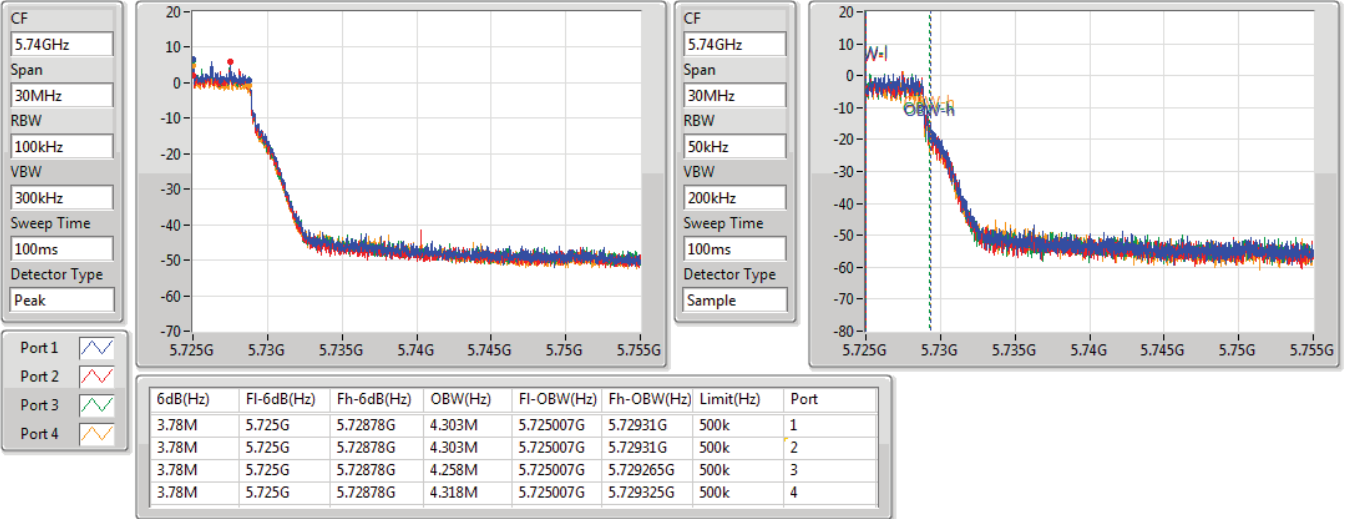 CF
5.74GHz
Span
30MHz
RBW
100kHz
VBW
300kHz
Sweep Time
100ms
Detector Type
Peak
20
10
0
-10
-20
-30
-40
-50
-60
-70
5.725G 5.73G 5.735G 5.74G 5.745G 5.75G 5.755G
CF
5.74GHz
Span
30MHz
RBW
50kHz
VBW
200kHz
Sweep Time
100ms
Detector Type
Sample
20
10
0
-10
-20
-30
-40
-50
-60
-70
-80
W-l
OBW-h
5.725G 5.73G 5.735G 5.74G 5.745G 5.75G 5.755G
Port 1
Port 2
Port 3
Port 4
6dB(Hz) Fl-6dB(Hz) Fh-6dB(Hz) OBW(Hz) Fl-OBW(Hz) Fh-OBW(Hz) Limit(Hz) Port
3.78M 5.725G 5.72878G 4.303M 5.725007G 5.72931G 500k 1
3.78M 5.725G 5.72878G 4.303M 5.725007G 5.72931G 500k 2
3.78M 5.725G 5.72878G 4.258M 5.725007G 5.729265G 500k 3
3.78M 5.725G 5.72878G 4.318M 5.725007G 5.729325G 500k 4